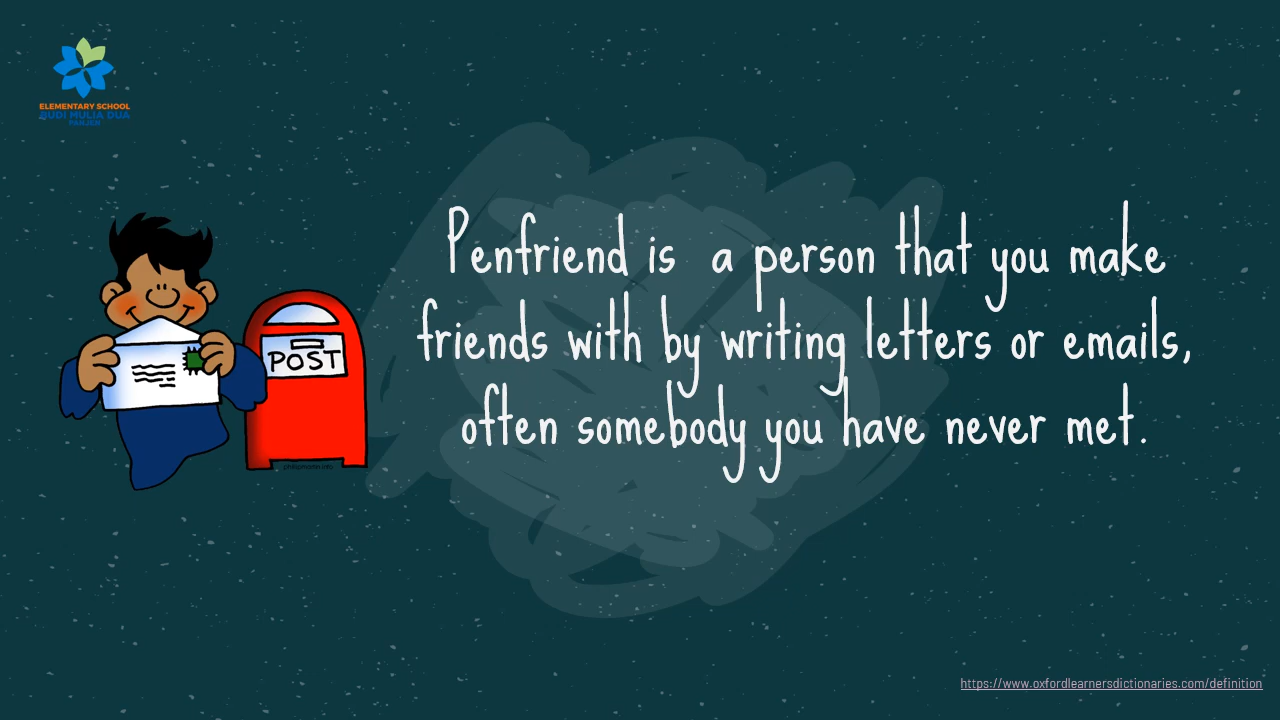 ELEMENTARY SCHOOL
BUDI MULIA DUA
PANJEN
Penfriend is a person that you make
POST
friends with by writing letters or emails,
often somebody you have never met.
https://www.oxfordlearnersdictionaries.com/definition